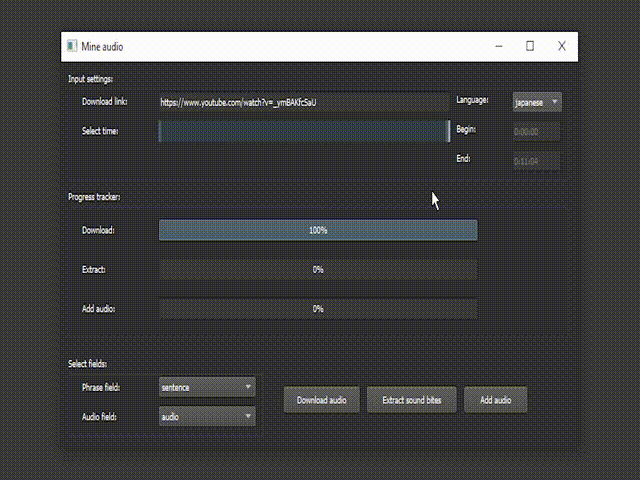 Mine audio
Input settings:
Download link: https://www.youtube.com/watch?v=_ymBAKfcSaU Language: japanese
Select time: Begin: 0:00:00
End: 0:11:04
Progress tracker:
Download: 100%
Extract: 0%
Add audio: 0%
Select fields:
Phrase field: sentence
Audio field: audio
Download audio Extract sound bites Add audio